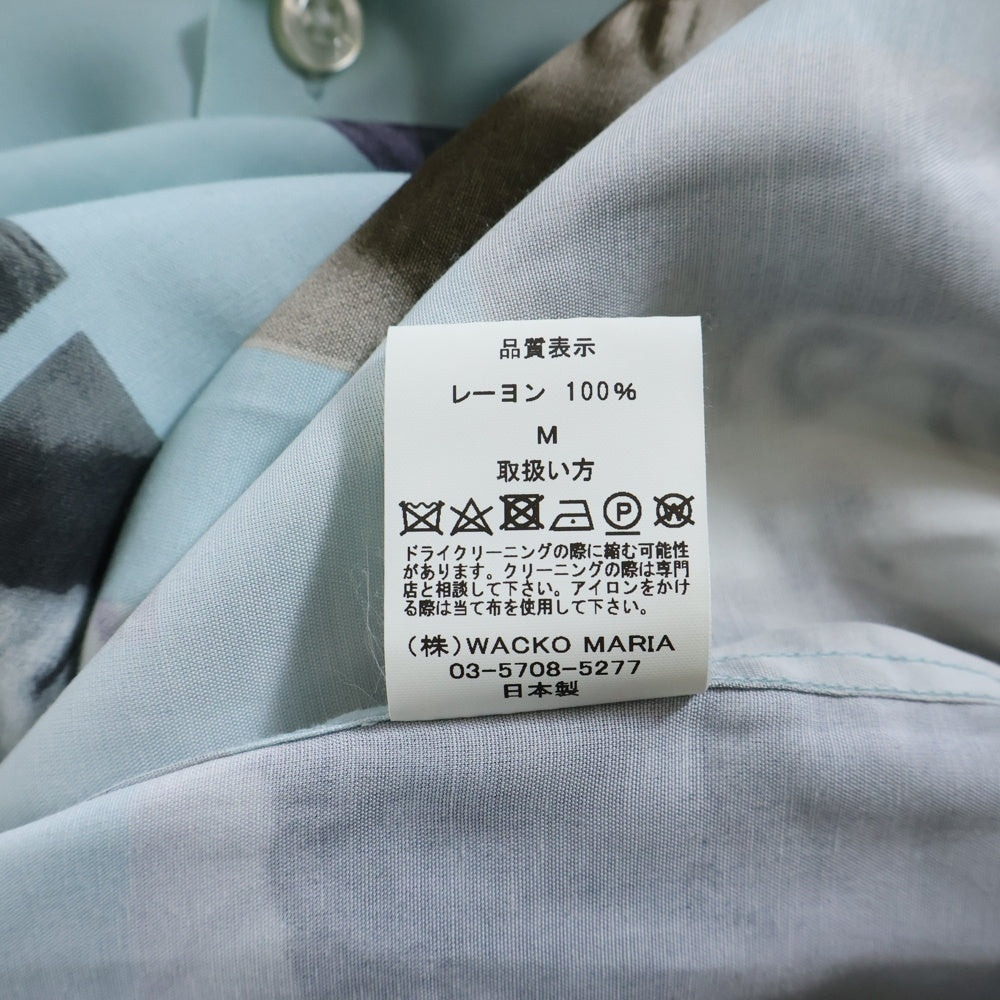 品質表示
レーヨン 100%
M
取扱い方
P W
ドライクリーニングの際に縮む可能性
があります。クリーニングの際は専門
店と相談して下さい。アイロンをかけ
る際は当て布を使用して下さい。
(株)WACKO MARIA
03-5708-5277
日本製